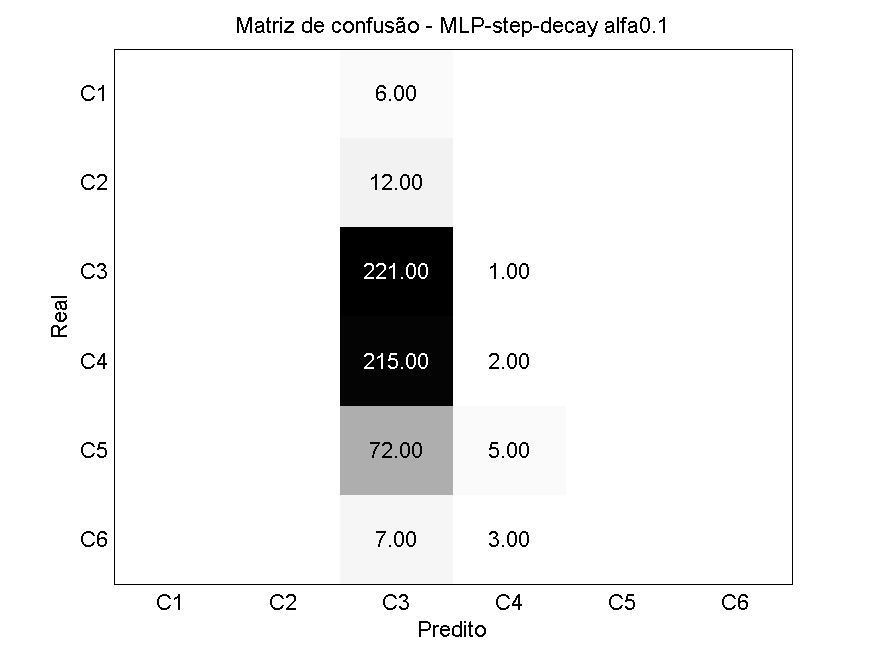 Matriz de confusão - MLP-step-decay alfa0.1
C1 6.00
C2 12.00
C3 221.00 1.00
Real
C4 215.00 2.00
C5 72.00 5.00
C6 7.00 3.00
C1 C2 C3 C4 C5 C6
Predito